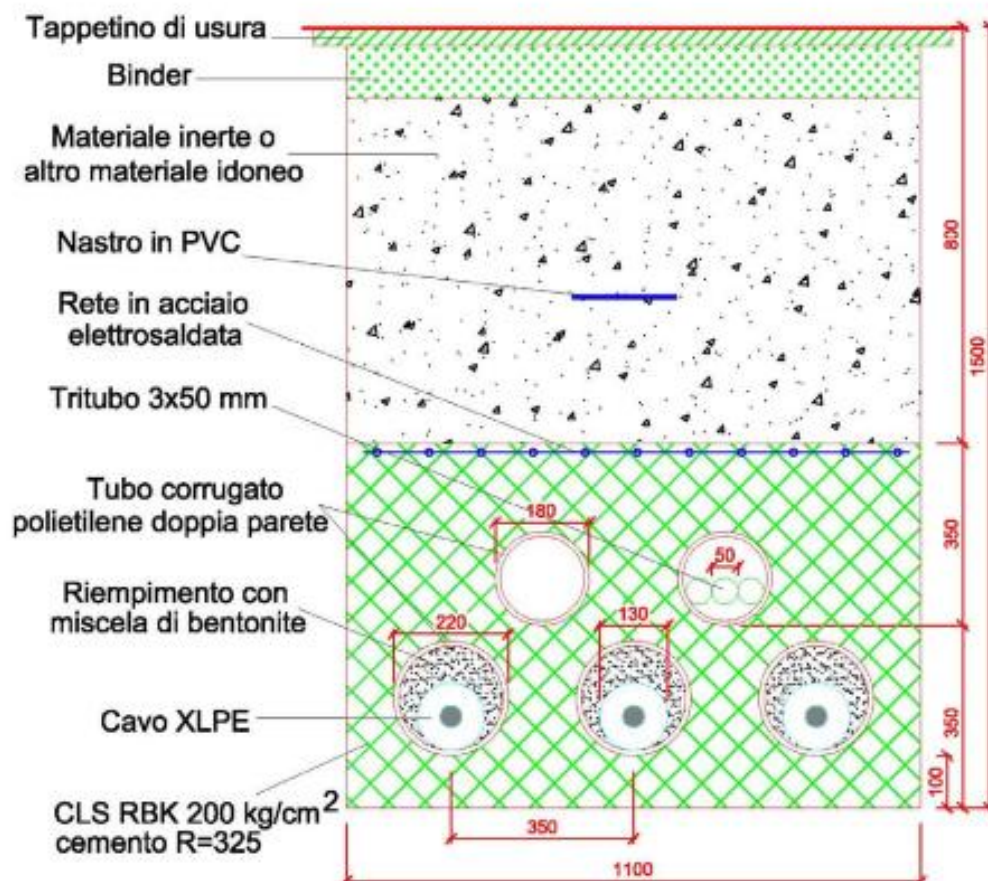 Tappetino di usura
Binder
Materiale inerte o
altro materiale idoneo
Nastro in PVC
Rete in acciaio
elettrosaldata
Tritubo 3x50 mm
Tubo corrugato
polietilene doppia parete
Riempimento con
miscela di bentonite
Cavo XLPE
CLS RBK 200 kg/cm2
cemento R=325
180
50
220
130
350
1100
800
1500
350
350
100